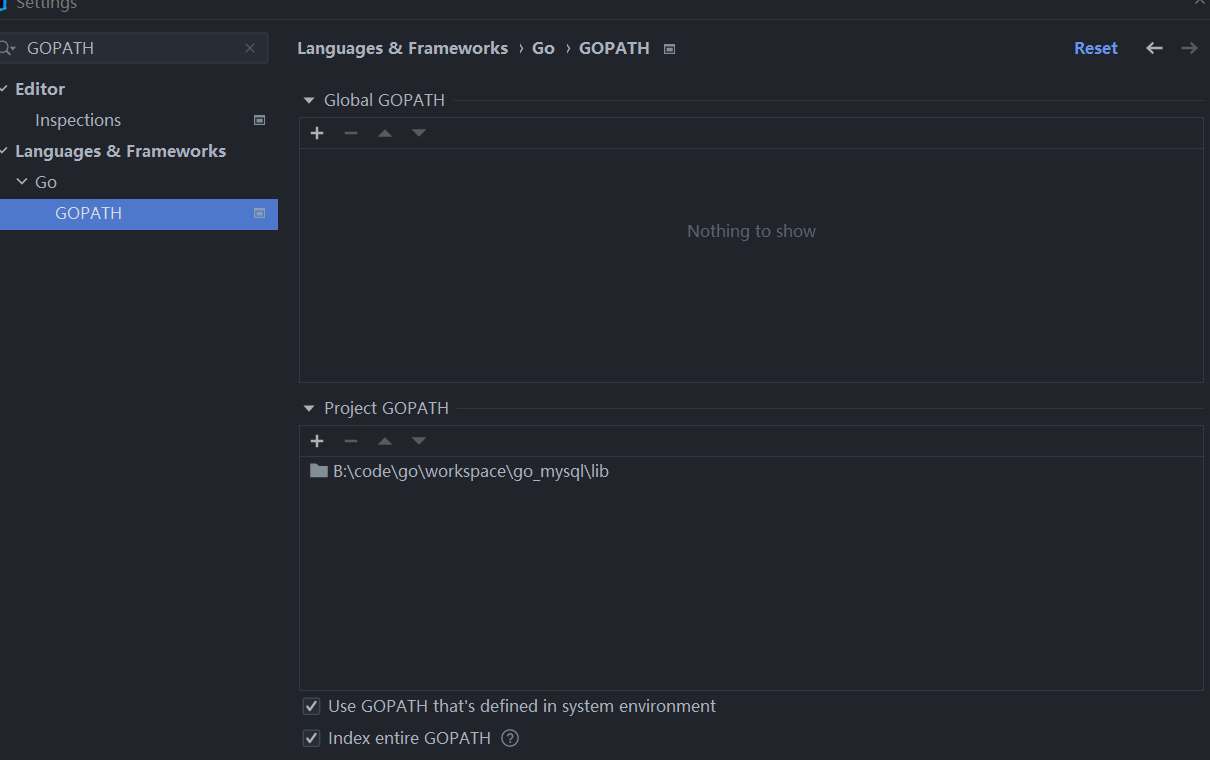 Settings
GOPATH
Languages & Frameworks › Go › GOPATH
Reset
Editor
Inspections
Languages & Frameworks
Go
GOPATH
Global GOPATH
Nothing to show
Project GOPATH
B:\code\go\workspace\go_mysql\lib
Use GOPATH that's defined in system environment
Index entire GOPATH